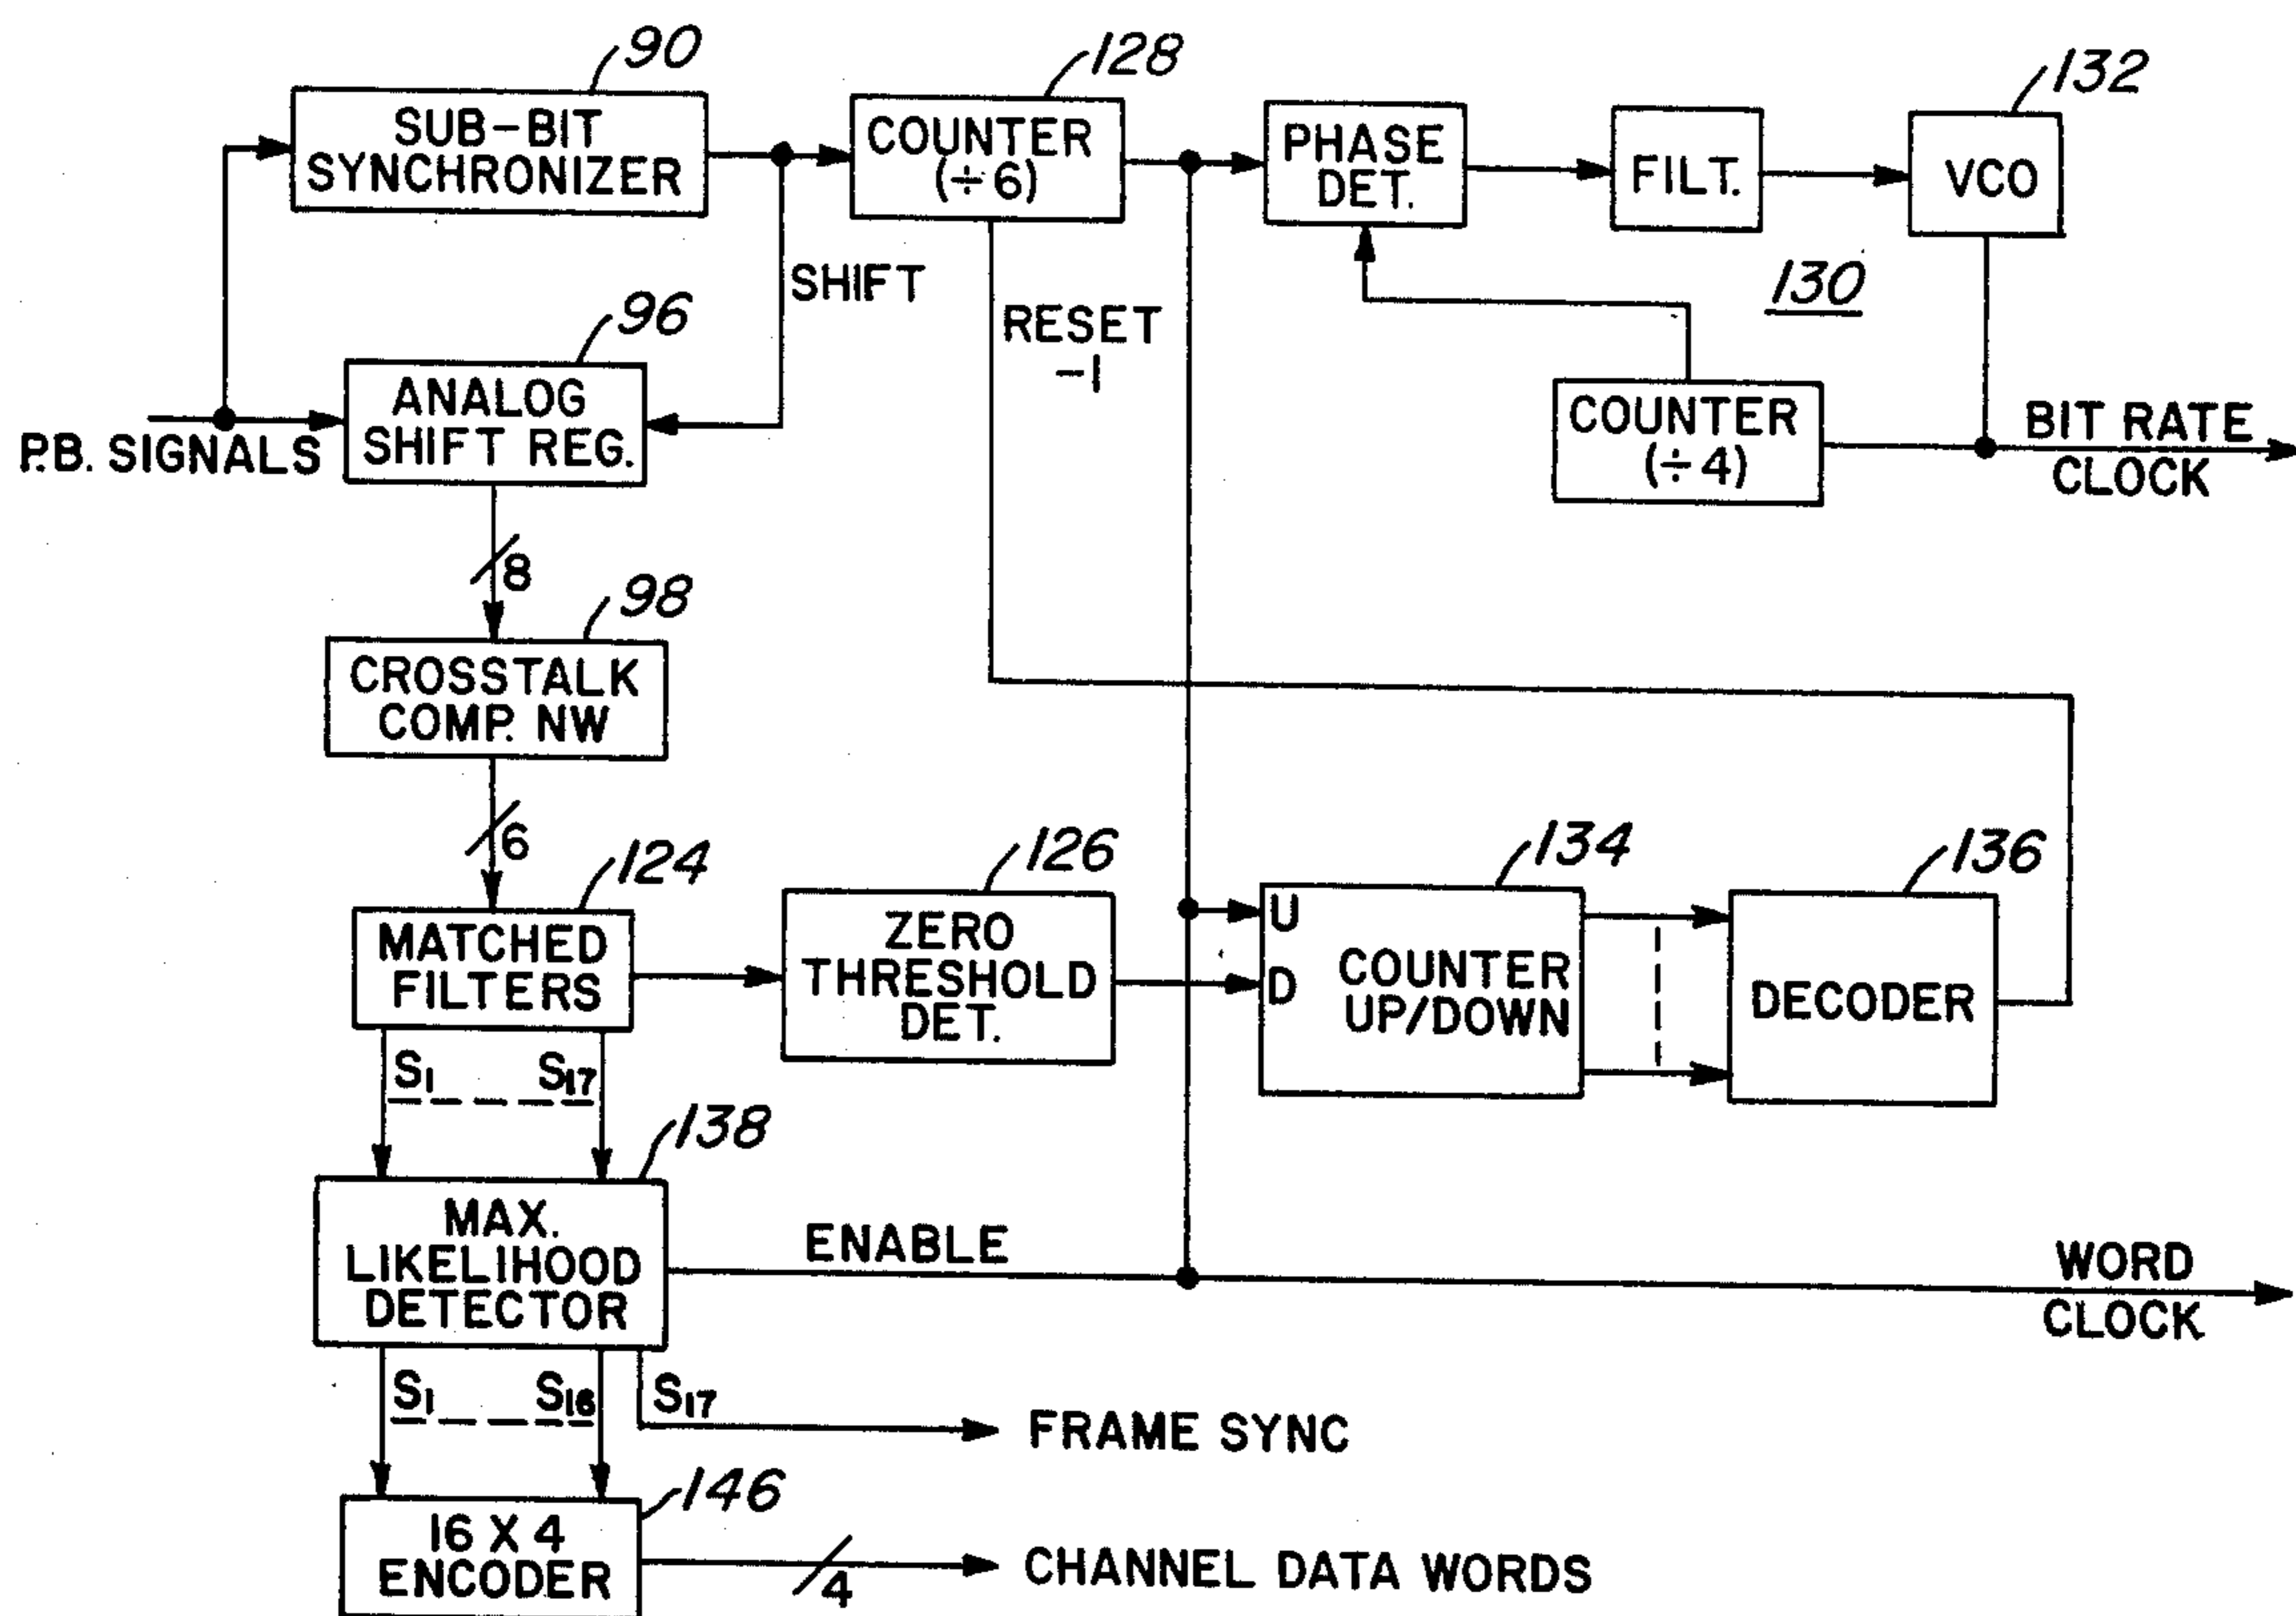 90
128
132
SUB-BIT
SYNCHRONIZER
COUNTER
(÷6)
PHASE
DET.
FILT.
VCO
SHIFT
130
96
RESET
-1
ANALOG
SHIFT REG.
P.B. SIGNALS
COUNTER
(÷4)
BIT RATE
CLOCK
8
98
CROSSTALK
COMP. NW
6
124
126
134
136
MATCHED
FILTERS
ZERO
THRESHOLD
DET.
U
D
COUNTER
UP/DOWN
DECODER
S1
S17
138
MAX.
LIKELIHOOD
DETECTOR
ENABLE
WORD
CLOCK
S1
S16
S17
FRAME SYNC
146
16 X 4
ENCODER
4
CHANNEL DATA WORDS